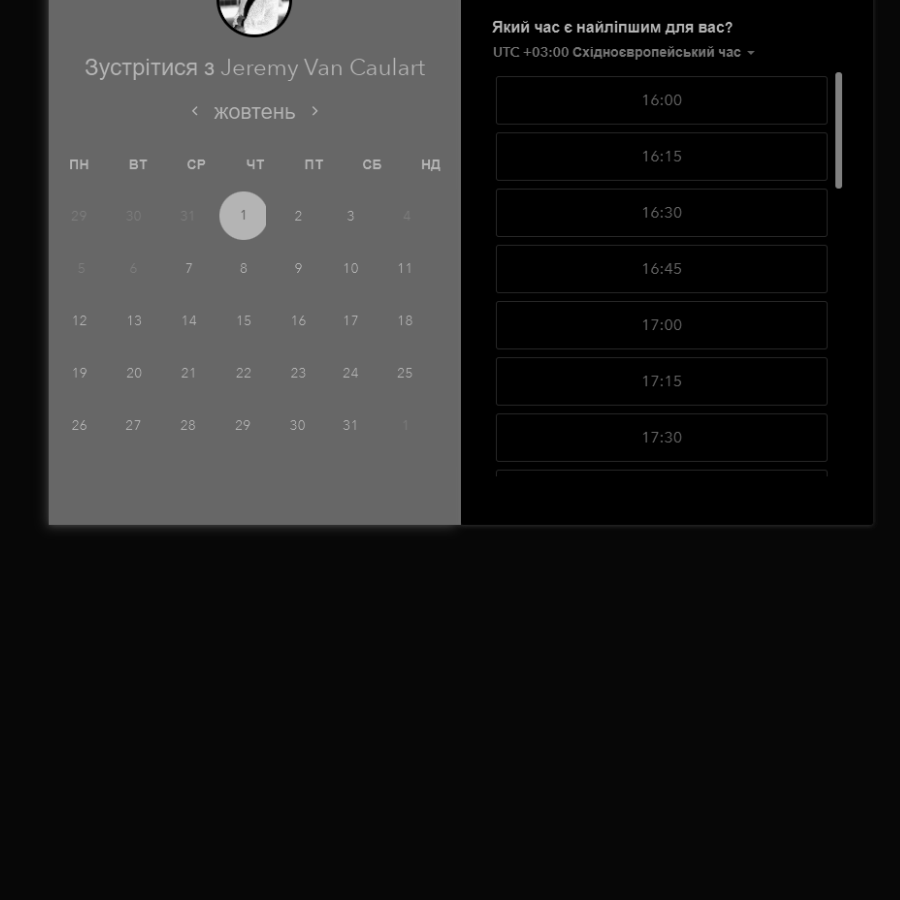 Зустрітися з Jeremy Van Caulart
жовтень
ПН ВТ СР ЧТ ПТ СБ НД
29 30 31 1 2 3 4
5 6 7 8 9 10 11
12 13 14 15 16 17 18
19 20 21 22 23 24 25
26 27 28 29 30 31 1
Який час є найліпшим для вас?
UTC +03:00 Східноєвропейський час
16:00
16:15
16:30
16:45
17:00
17:15
17:30